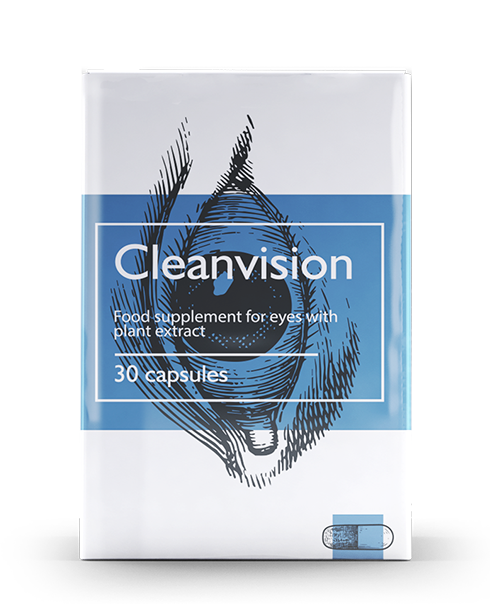 Cleanvision
Food supplement for eyes with
plant extract
30 capsules